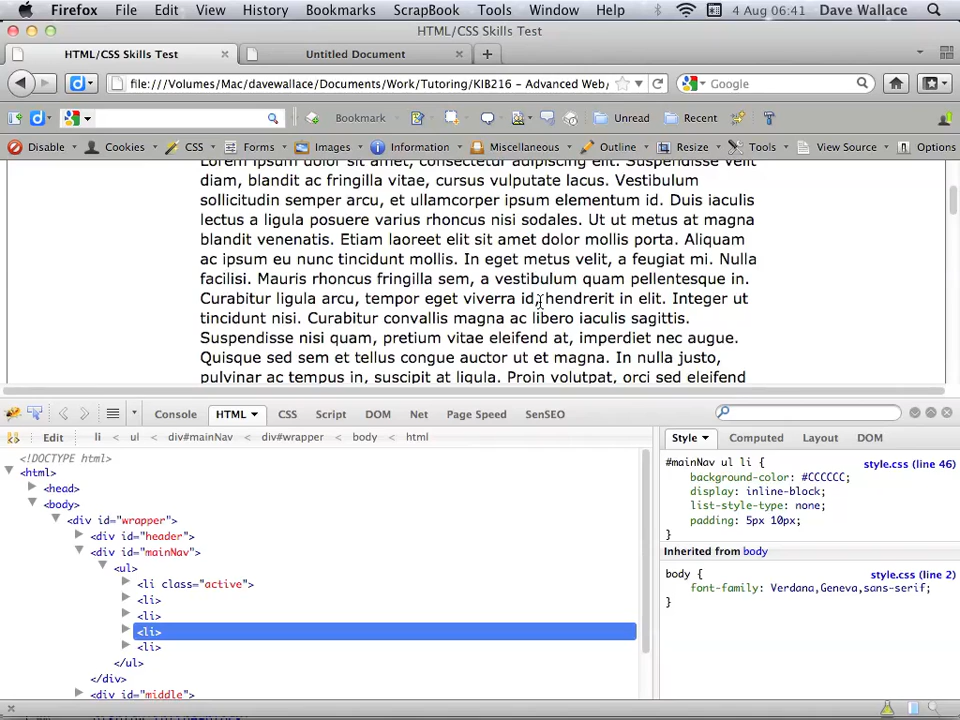 Firefox File Edit View History Bookmarks ScrapBook Tools Window Help 4 Aug 06:41 Dave Wallace
HTML/CSS Skills Test
HTML/CSS Skills Test Untitled Document
file:///Volumes/Mac/davewallace/Documents/Work/Tutoring/KIB216 – Advanced Web, Google
Bookmark Unread Recent
Disable Cookies CSS Forms Images Information Miscellaneous Outline Resize Tools View Source Options
Lorem ipsum dolor sit amet, consectetur adipiscing elit. Suspendisse velit
diam, blandit ac fringilla vitae, cursus vulputate lacus. Vestibulum
sollicitudin semper arcu, et ullamcorper ipsum elementum id. Duis iaculis
lectus a ligula posuere varius rhoncus nisi sodales. Ut ut metus at magna
blandit venenatis. Etiam laoreet elit sit amet dolor mollis porta. Aliquam
ac ipsum eu nunc tincidunt mollis. In eget metus velit, a feugiat mi. Nulla
facilisi. Mauris rhoncus fringilla sem, a vestibulum quam pellentesque in.
Curabitur ligula arcu, tempor eget viverra id, hendrerit in elit. Integer ut
tincidunt nisi. Curabitur convallis magna ac libero iaculis sagittis.
Suspendisse nisi quam, pretium vitae eleifend at, imperdiet nec augue.
Quisque sed sem et tellus congue auctor ut et magna. In nulla justo,
pulvinar ac tempus in, suscipit at ligula. Proin volutpat, orci sed eleifend
Console HTML CSS Script DOM Net Page Speed SenSEO
Edit li < ul < div#mainNav < div#wrapper < body < html
Style Computed Layout DOM
<!DOCTYPE html>
<html>
<head>
<body>
<div id="wrapper">
<div id="header">
<div id="mainNav">
<ul>
<li class="active">
<li>
<li>
<li>
<li>
</ul>
</div>
<div id="middle">
#mainNav ul li { style.css (line 46)
background-color: #CCCCCC;
display: inline-block;
list-style-type: none;
padding: 5px 10px;
}
Inherited from body
body { style.css (line 2)
font-family: Verdana,Geneva,sans-serif;
}